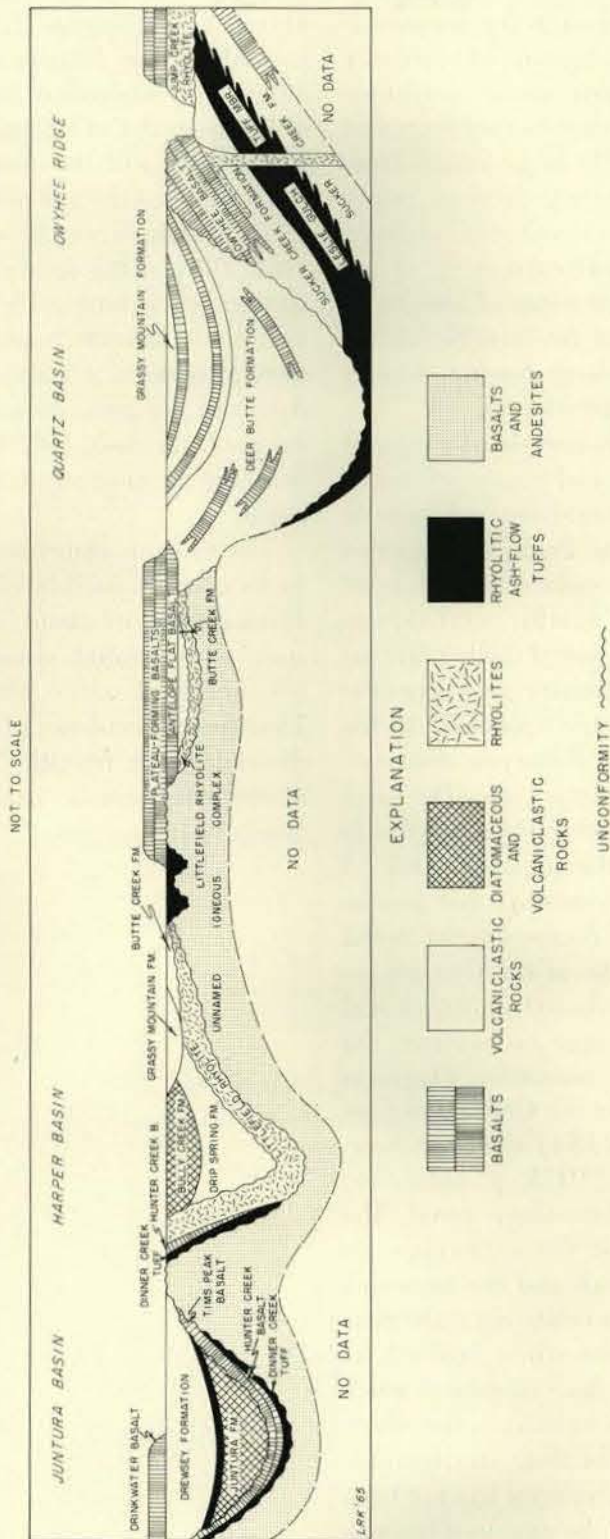 NOT TO SCALE
JUNTURA BASIN
HARPER BASIN
QUARTZ BASIN
OWYHEE RIDGE
DRINKWATER BASALT
DREWSEY FORMATION
JUNTURA FM.
TIMS PEAK
BASALT
HUNTER CREEK
BASALT
DINNER CREEK
TUFF
DINNER CREEK
TUFF
HUNTER CREEK B.
BULLY CREEK FM.
DRIP SPRING FM.
LITTLEFIELD RHYOLITE
GRASSY MOUNTAIN FM.
BUTTE CREEK FM.
UNNAMED
IGNEOUS
COMPLEX
LITTLEFIELD RHYOLITE
PLATEAU-FORMING BASALTS
ANTELOPE FLAT BASALT
BUTTE CREEK FM.
GRASSY MOUNTAIN FORMATION
DEER BUTTE FORMATION
OWYHEE BASALT
SUCKER CREEK FORMATION
LESLIE GULCH
TUFF MBR.
SUCKER
CREEK FM.
JUMP CREEK
RHYOLITE
NO DATA
NO DATA
NO DATA
L.R.K. '65
EXPLANATION
BASALTS
VOLCANICLASTIC
ROCKS
DIATOMACEOUS
AND
VOLCANICLASTIC
ROCKS
RHYOLITES
RHYOLITIC
ASH-FLOW
TUFFS
BASALTS
AND
ANDESITES
UNCONFORMITY